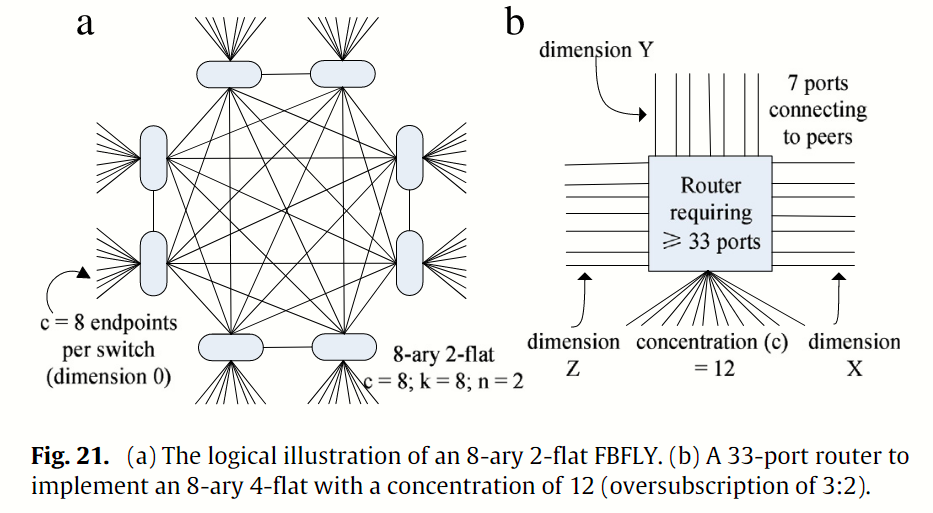 a
c = 8 endpoints
per switch
(dimension 0)
8-ary 2-flat
c = 8; k = 8; n = 2
b
dimension Y
7 ports
connecting
to peers
Router
requiring
⩾ 33 ports
dimension
Z
concentration (c)
= 12
dimension
X
Fig. 21. (a) The logical illustration of an 8-ary 2-flat FBFLY. (b) A 33-port router to
implement an 8-ary 4-flat with a concentration of 12 (oversubscription of 3:2).